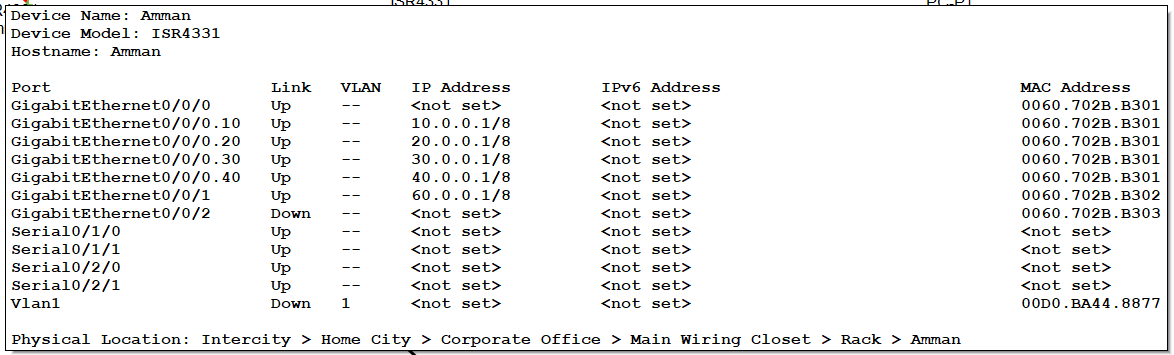 ISR4331
PC-PT
Device Name: Amman
Device Model: ISR4331
Hostname: Amman
Port Link VLAN IP Address IPv6 Address MAC Address
GigabitEthernet0/0/0 Up -- <not set> <not set> 0060.702B.B301
GigabitEthernet0/0/0.10 Up -- 10.0.0.1/8 <not set> 0060.702B.B301
GigabitEthernet0/0/0.20 Up -- 20.0.0.1/8 <not set> 0060.702B.B301
GigabitEthernet0/0/0.30 Up -- 30.0.0.1/8 <not set> 0060.702B.B301
GigabitEthernet0/0/0.40 Up -- 40.0.0.1/8 <not set> 0060.702B.B301
GigabitEthernet0/0/1 Up -- 60.0.0.1/8 <not set> 0060.702B.B302
GigabitEthernet0/0/2 Down -- <not set> <not set> 0060.702B.B303
Serial0/1/0 Up -- <not set> <not set> <not set>
Serial0/1/1 Up -- <not set> <not set> <not set>
Serial0/2/0 Up -- <not set> <not set> <not set>
Serial0/2/1 Up -- <not set> <not set> <not set>
Vlan1 Down 1 <not set> <not set> 00D0.BA44.8877
Physical Location: Intercity > Home City > Corporate Office > Main Wiring Closet > Rack > Amman